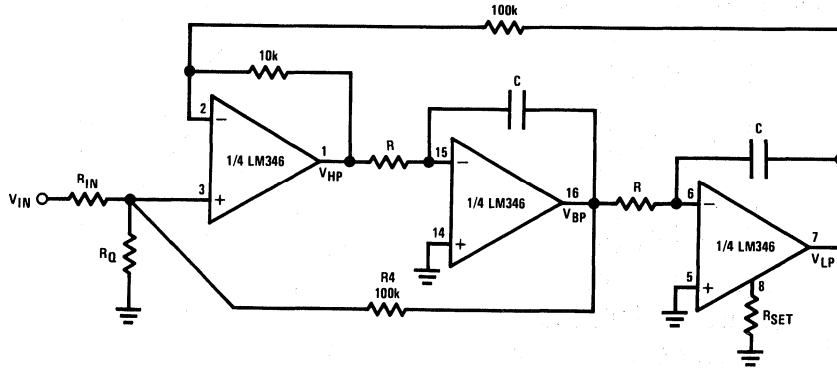 100k
10k
C
2
−
1/4 LM346
1
VHP
R
15
−
C
RIN
VIN
3
+
1/4 LM346
16
VBP
R
6
−
1/4 LM346
7
VLP
RQ
14
+
R4
100k
5
+
8
RSET